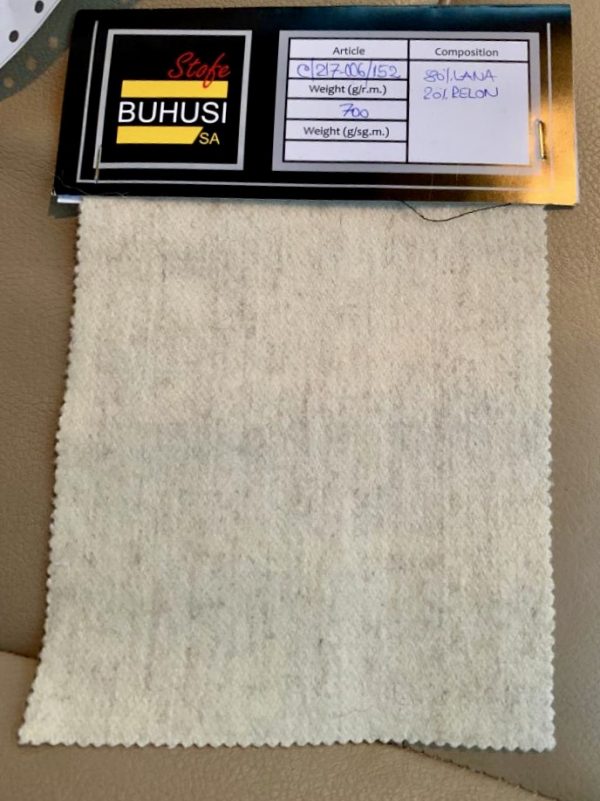 Stofe
BUHUSI
SA
Article
C/217-006/152
Weight (g/r.m.)
700
Weight (g/sg.m.)
Composition
80%LANA
20%RELON